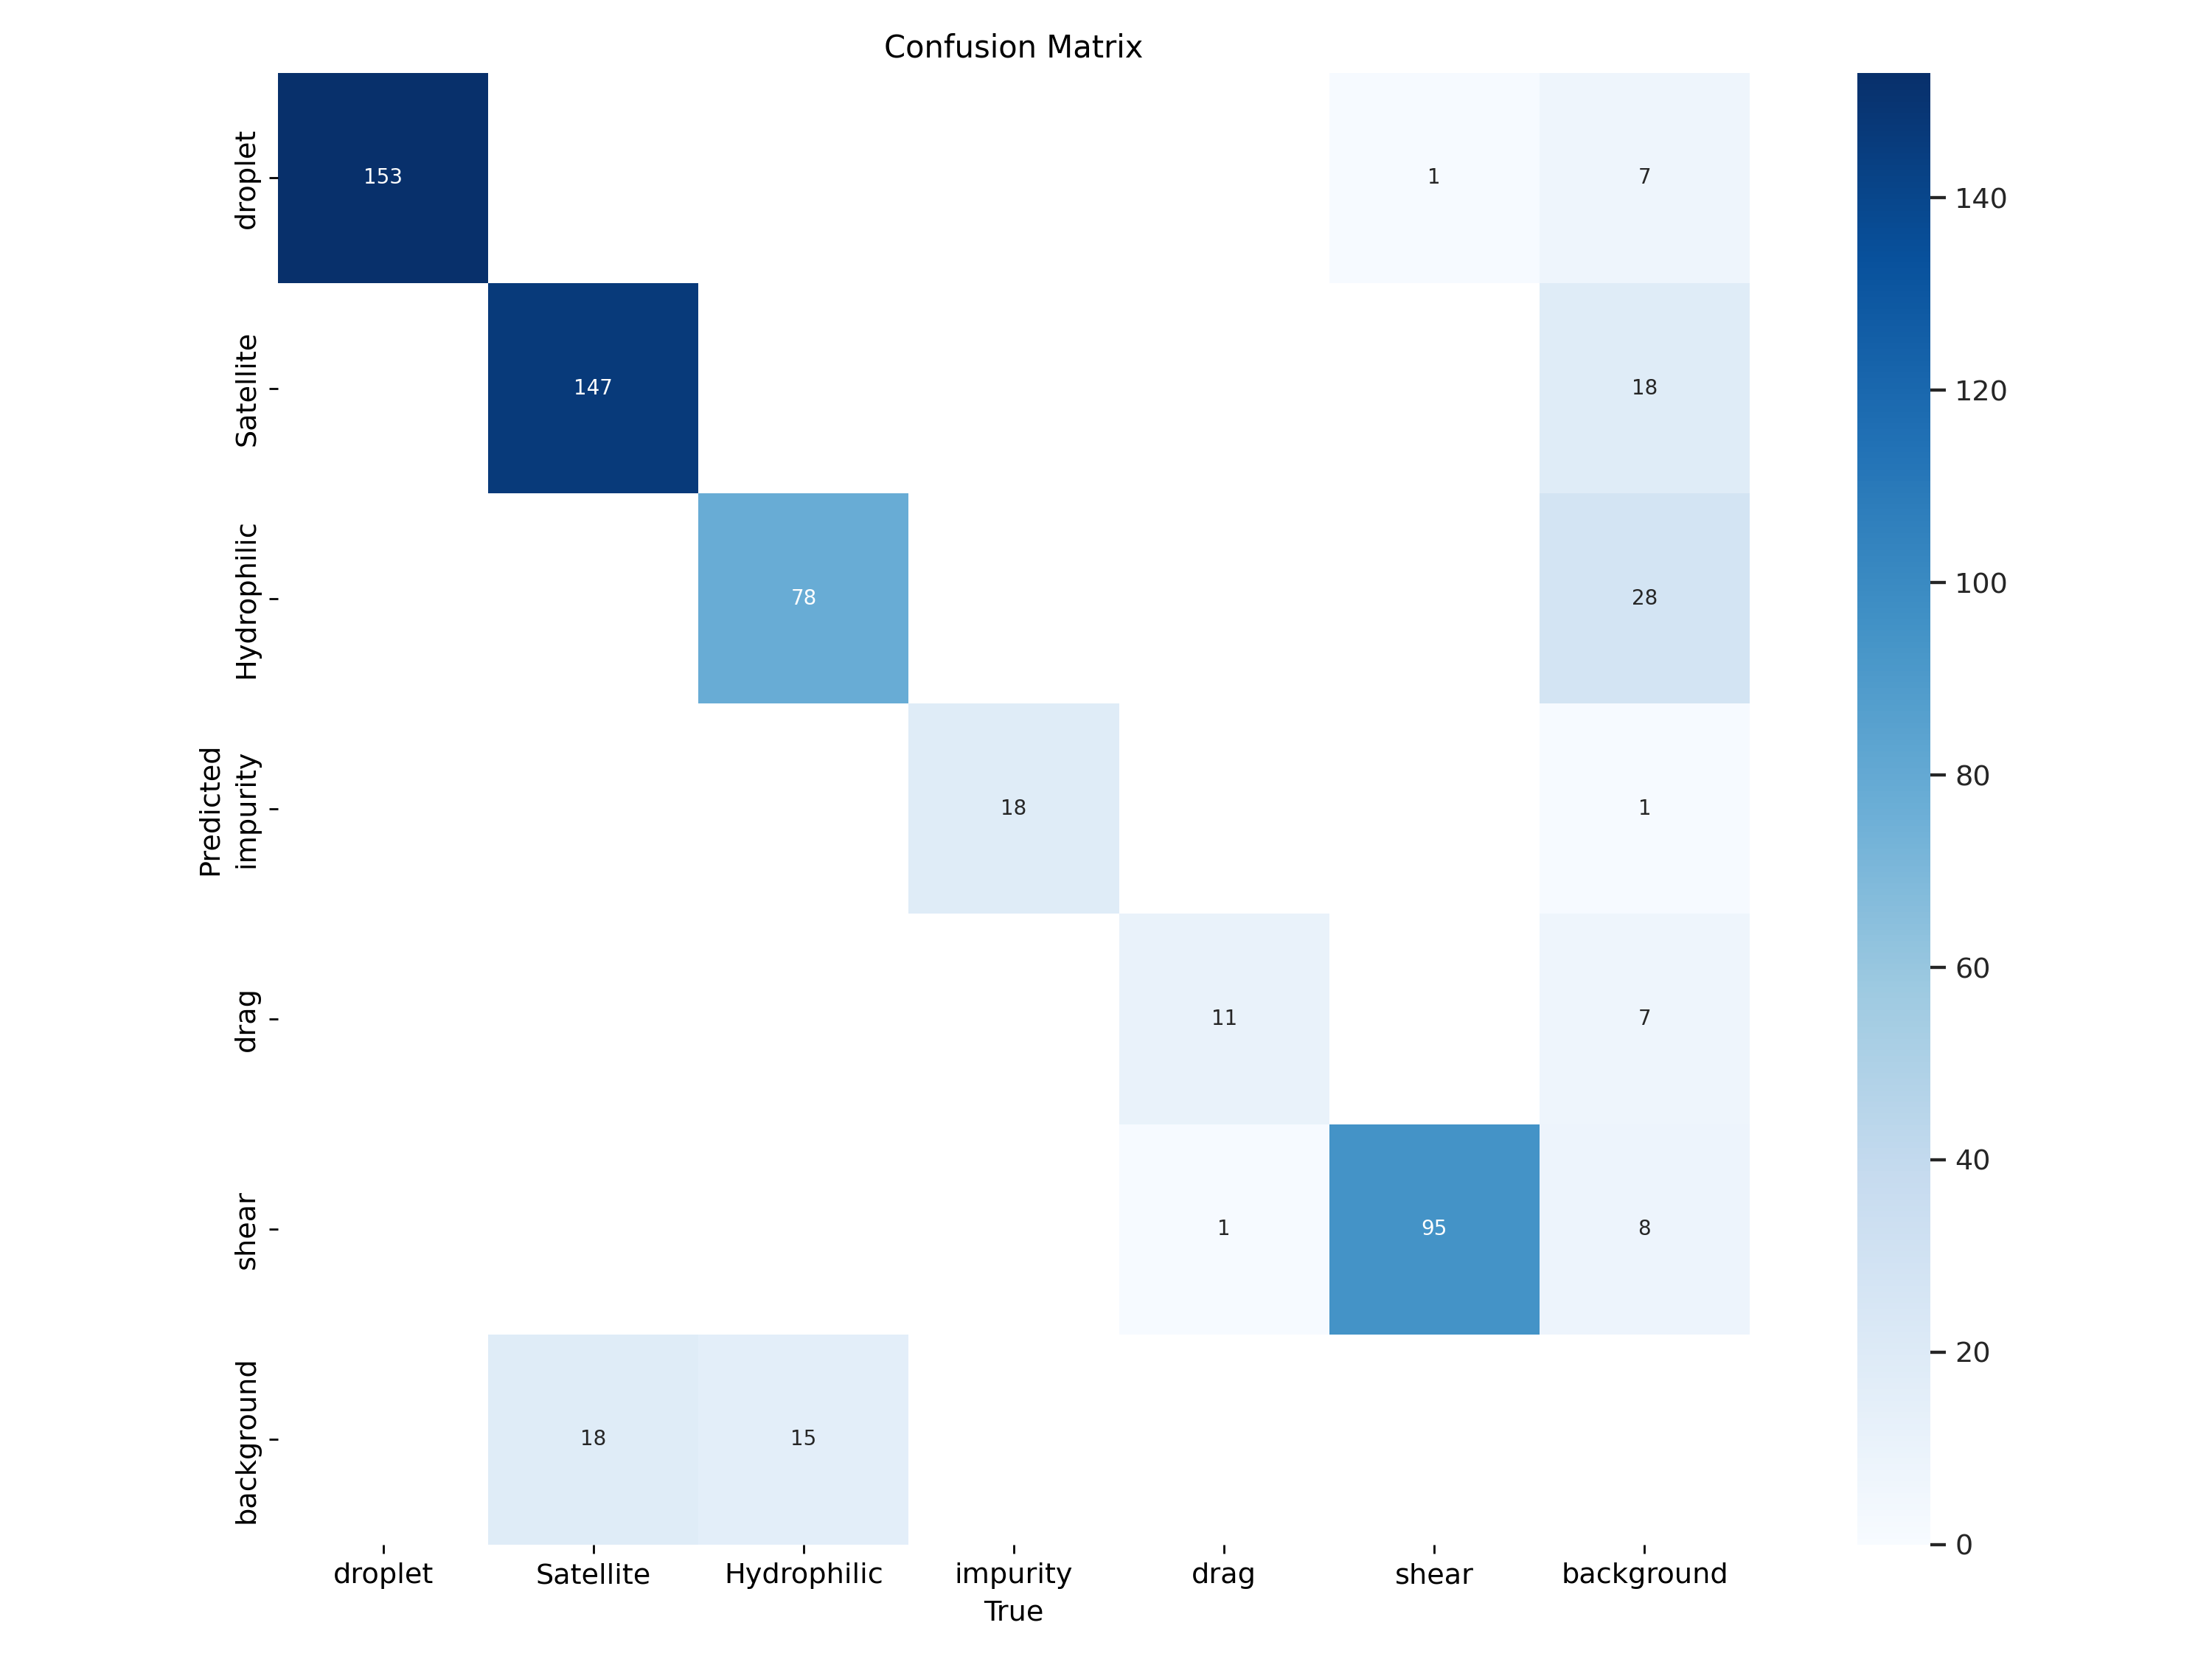 Confusion Matrix
droplet
153
1
7
140
Satellite
147
18
120
Hydrophilic
78
28
100
Predicted
impurity
18
1
80
drag
11
7
60
shear
1
95
8
40
background
18
15
20
0
droplet Satellite Hydrophilic impurity drag shear background
True